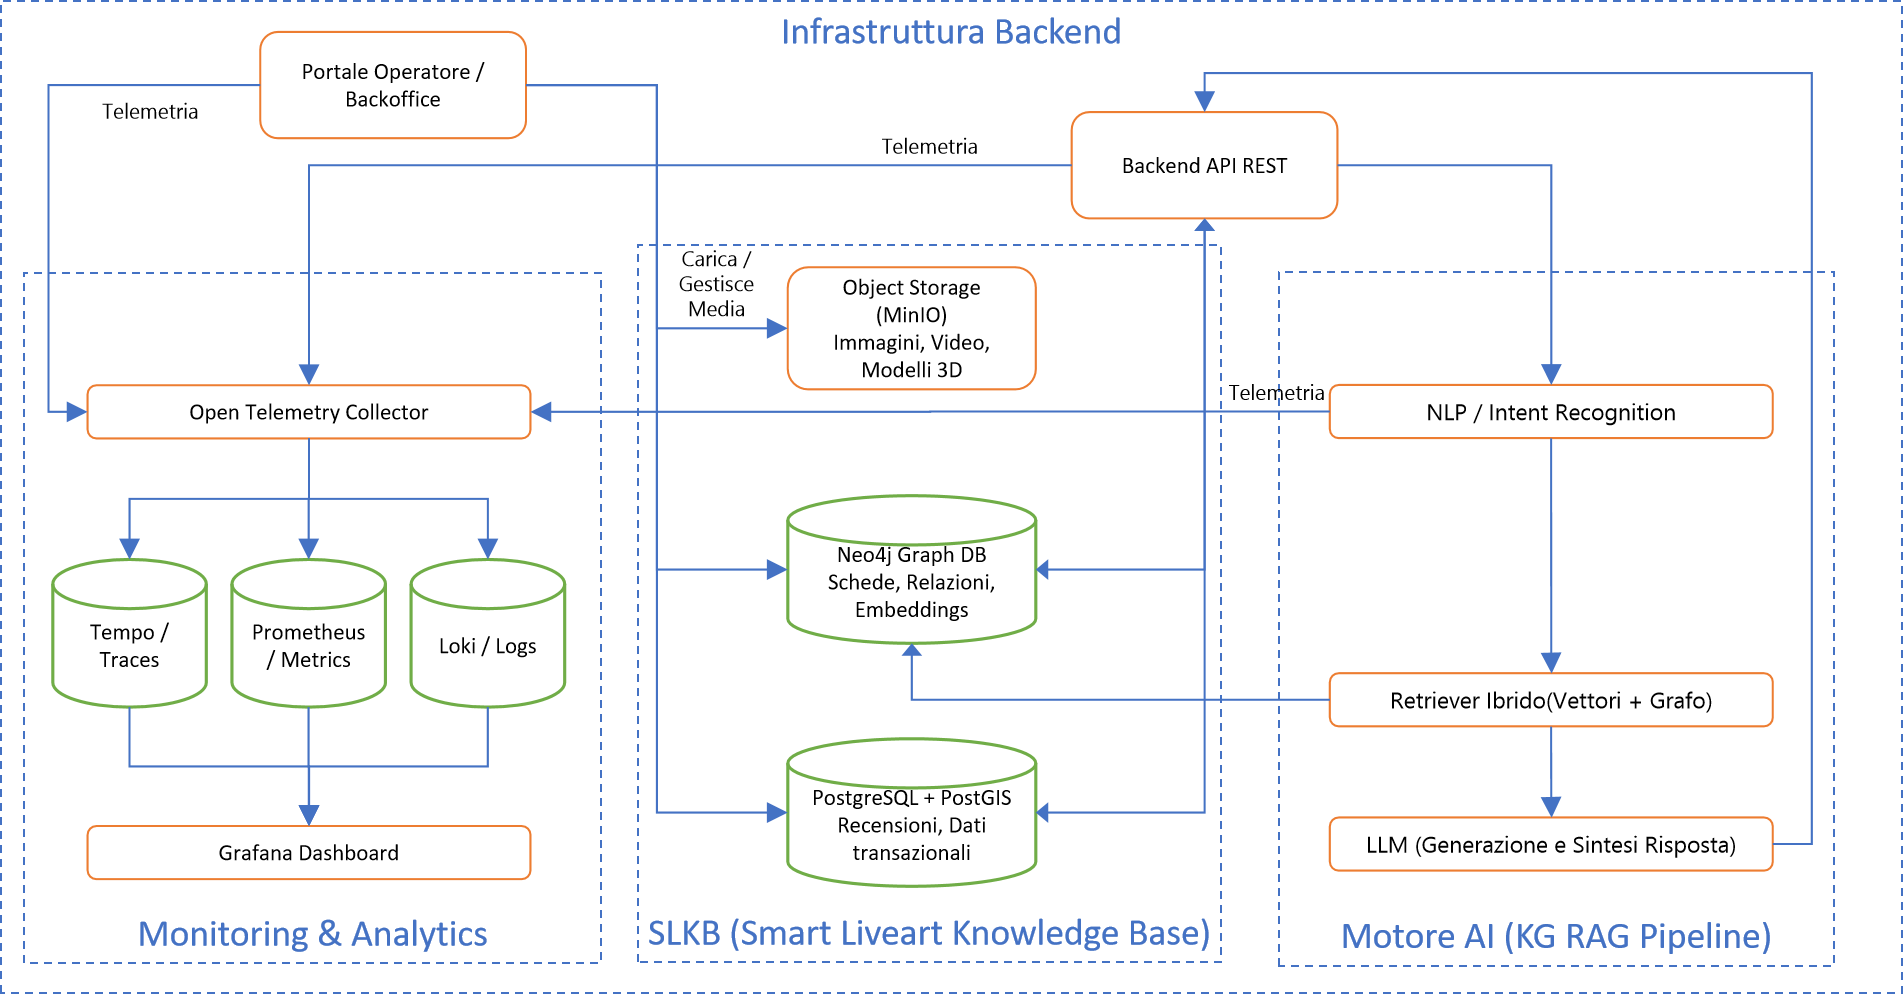 Infrastruttura Backend
Portale Operatore /
Backoffice
Telemetria
Telemetria
Backend API REST
Carica /
Gestisce
Media
Object Storage
(MinIO)
Immagini, Video,
Modelli 3D
Telemetria
Open Telemetry Collector
NLP / Intent Recognition
Neo4j Graph DB
Schede, Relazioni,
Embeddings
Tempo /
Traces
Prometheus
/ Metrics
Loki / Logs
Retriever Ibrido(Vettori + Grafo)
PostgreSQL + PostGIS
Recensioni, Dati
transazionali
LLM (Generazione e Sintesi Risposta)
Grafana Dashboard
Monitoring & Analytics
SLKB (Smart Liveart Knowledge Base)
Motore AI (KG RAG Pipeline)